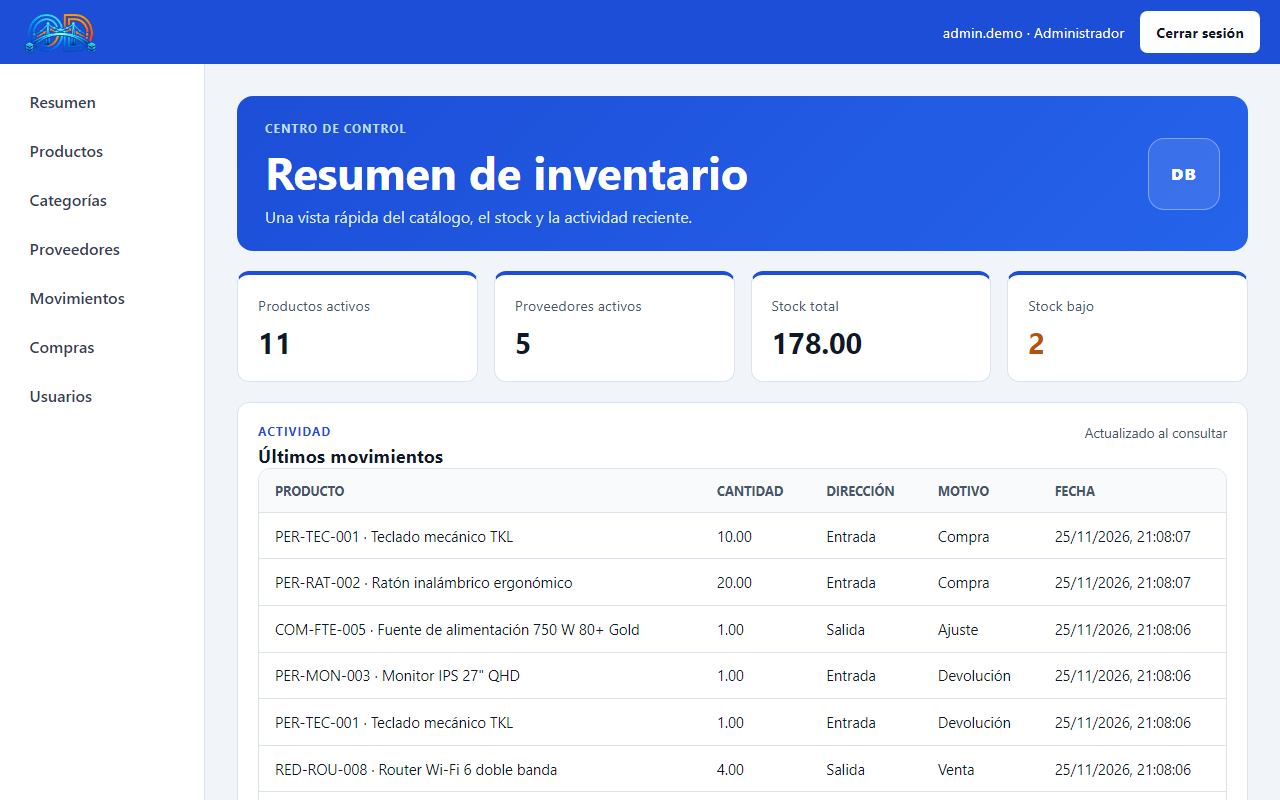 admin.demo · Administrador
Cerrar sesión
Resumen
Productos
Categorías
Proveedores
Movimientos
Compras
Usuarios
CENTRO DE CONTROL
Resumen de inventario
Una vista rápida del catálogo, el stock y la actividad reciente.
DB
Productos activos
11
Proveedores activos
5
Stock total
178.00
Stock bajo
2
ACTIVIDAD
Últimos movimientos
Actualizado al consultar
PRODUCTO CANTIDAD DIRECCIÓN MOTIVO FECHA
PER-TEC-001 · Teclado mecánico TKL 10.00 Entrada Compra 25/11/2026, 21:08:07
PER-RAT-002 · Ratón inalámbrico ergonómico 20.00 Entrada Compra 25/11/2026, 21:08:07
COM-FTE-005 · Fuente de alimentación 750 W 80+ Gold 1.00 Salida Ajuste 25/11/2026, 21:08:06
PER-MON-003 · Monitor IPS 27" QHD 1.00 Entrada Devolución 25/11/2026, 21:08:06
PER-TEC-001 · Teclado mecánico TKL 1.00 Entrada Devolución 25/11/2026, 21:08:06
RED-ROU-008 · Router Wi-Fi 6 doble banda 4.00 Salida Venta 25/11/2026, 21:08:06